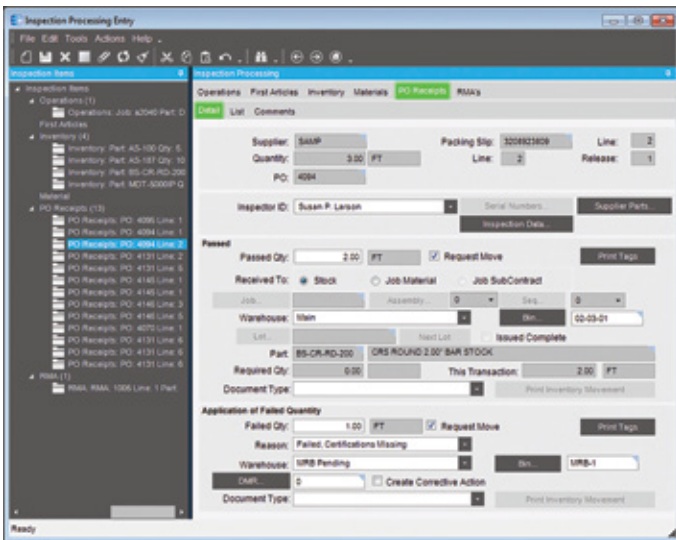 Inspection Processing Entry
File Edit Tools Actions Help
Inspection Items
Inspection Processing
Inspection Items
Operations (1)
Operations: Job: a2040 Part: D
First Articles
Inventory (4)
Inventory: Part: AS-100 Qty: 5.
Inventory: Part: AS-187 Qty: 10
Inventory: Part: BS-CR-RD-200
Inventory: Part: MDT-5000IP Q
Material
PO Receipts (13)
PO Receipts: PO: 4095 Line: 1
PO Receipts: PO: 4094 Line: 1
PO Receipts: PO: 4094 Line: 2
PO Receipts: PO: 4131 Line: 2
PO Receipts: PO: 4131 Line: 5
PO Receipts: PO: 4145 Line: 1
PO Receipts: PO: 4145 Line: 1
PO Receipts: PO: 4146 Line: 3
PO Receipts: PO: 4146 Line: 5
PO Receipts: PO: 4070 Line: 1
PO Receipts: PO: 4131 Line: 6
PO Receipts: PO: 4131 Line: 6
PO Receipts: PO: 4131 Line: 6
RMA (1)
RMA: RMA: 1006 Line: 1 Part:
Operations First Articles Inventory Materials PO Receipts RMA's
Detail List Comments
Supplier: SAMP Packing Slip: 3208923809 Line: 2
Quantity: 3.00 FT Line: 2 Release: 1
PO: 4094
Inspector ID: Susan P. Larson Serial Numbers... Supplier Parts...
Inspection Data...
Passed
Passed Qty: 2.00 FT Request Move Print Tags
Received To: Stock Job Material Job SubContract
Job... Assembly... 0 Seq... 0
Warehouse: Main Bin... 02-03-01
Lot... Next Lot Issued Complete
Part: BS-CR-RD-200 CRS ROUND 2.00" BAR STOCK
Required Qty: 0.00 This Transaction: 2.00 FT
Document Type: Print Inventory Movement
Application of Failed Quantity
Failed Qty: 1.00 FT Request Move Print Tags
Reason: Failed, Certifications Missing
Warehouse: MRB Pending Bin... MRB-1
DMR... 0 Create Corrective Action
Document Type: Print Inventory Movement
Ready